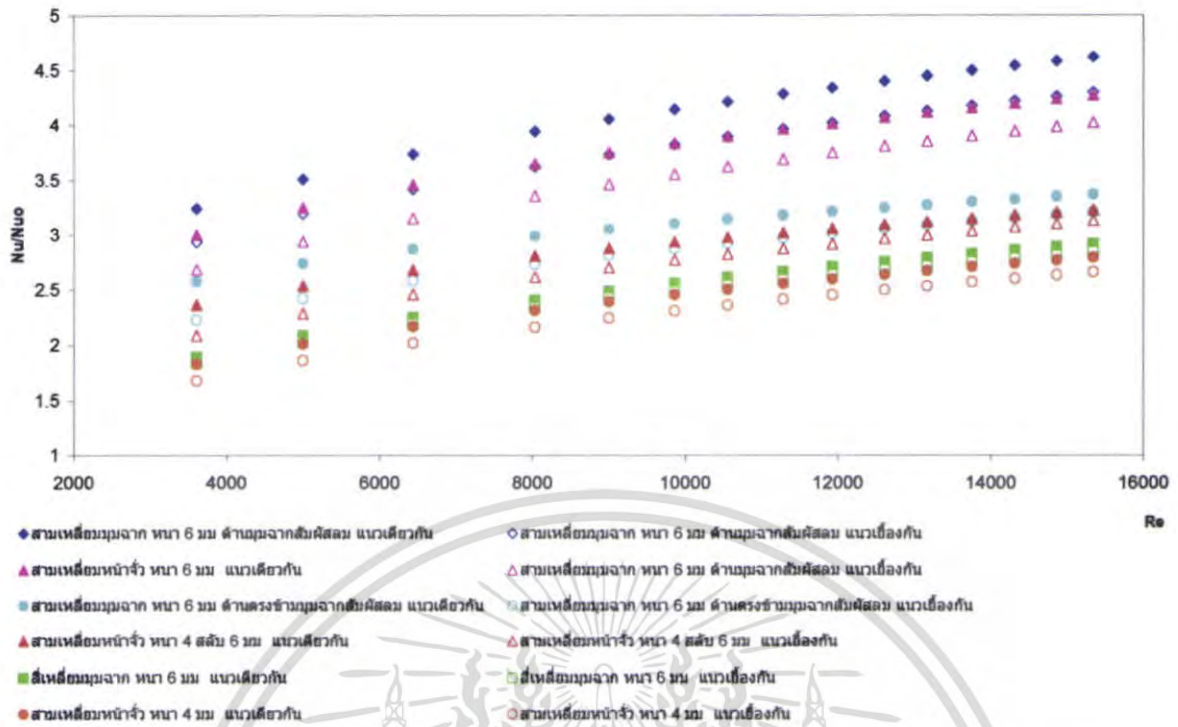 5
4.5
4
3.5
3
2.5
2
1.5
1
Nu/Nuo
2000 4000 6000 8000 10000 12000 14000 16000
Re
สามเหลี่ยมมุมฉาก หนา 6 มม ด้านมุมฉากสัมผัสลม แนวเดียวกัน
สามเหลี่ยมมุมฉาก หนา 6 มม ด้านมุมฉากสัมผัสลม แนวเยื้องกัน
สามเหลี่ยมหน้าจั่ว หนา 6 มม แนวเดียวกัน
สามเหลี่ยมมุมฉาก หนา 6 มม ด้านมุมฉากสัมผัสลม แนวเยื้องกัน
สามเหลี่ยมมุมฉาก หนา 6 มม ด้านตรงข้ามมุมฉากสัมผัสลม แนวเดียวกัน
สามเหลี่ยมมุมฉาก หนา 6 มม ด้านตรงข้ามมุมฉากสัมผัสลม แนวเยื้องกัน
สามเหลี่ยมหน้าจั่ว หนา 4 สลับ 6 มม แนวเดียวกัน
สามเหลี่ยมหน้าจั่ว หนา 4 สลับ 6 มม แนวเยื้องกัน
สี่เหลี่ยมมุมฉาก หนา 6 มม แนวเดียวกัน
สี่เหลี่ยมมุมฉาก หนา 6 มม แนวเยื้องกัน
สามเหลี่ยมหน้าจั่ว หนา 4 มม แนวเดียวกัน
สามเหลี่ยมหน้าจั่ว หนา 4 มม แนวเยื้องกัน